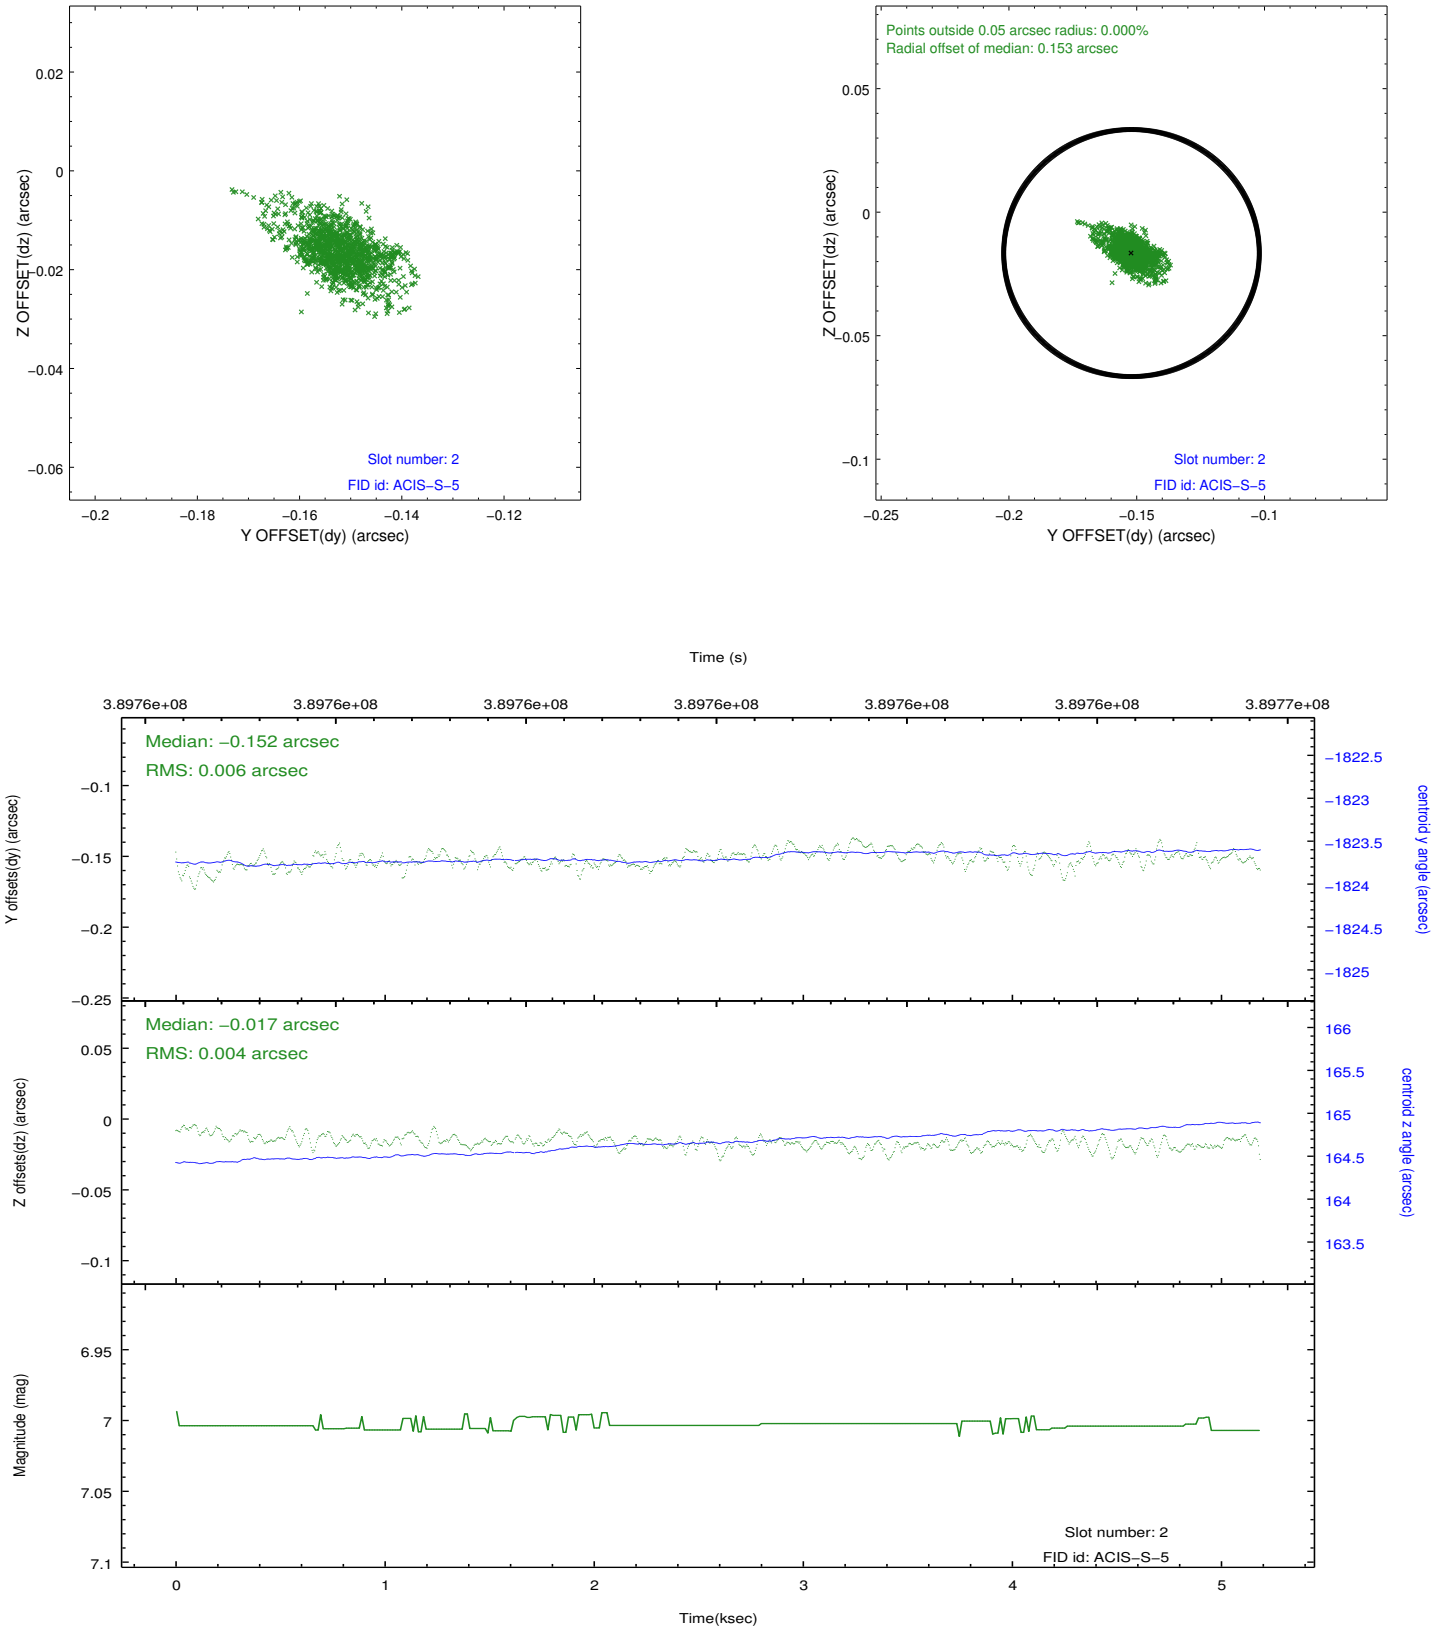 0.02
0
−0.02
−0.04
−0.06
Z OFFSET(dz) (arcsec)
Slot number: 2
FID id: ACIS−S−5
−0.2
−0.18
−0.16
−0.14
−0.12
Y OFFSET(dy) (arcsec)
Points outside 0.05 arcsec radius: 0.000%
Radial offset of median: 0.153 arcsec
0.05
0
−0.05
−0.1
Z OFFSET(dz) (arcsec)
Slot number: 2
FID id: ACIS−S−5
−0.25
−0.2
−0.15
−0.1
Y OFFSET(dy) (arcsec)
Time (s)
3.8976e+08
3.8976e+08
3.8976e+08
3.8976e+08
3.8976e+08
3.8976e+08
3.8977e+08
Median: −0.152 arcsec
RMS: 0.006 arcsec
−0.1
−0.15
−0.2
−0.25
Y offsets(dy) (arcsec)
−1822.5
−1823
−1823.5
−1824
−1824.5
−1825
centroid y angle (arcsec)
Median: −0.017 arcsec
RMS: 0.004 arcsec
0.05
0
−0.05
−0.1
Z offsets(dz) (arcsec)
166
165.5
165
164.5
164
163.5
centroid z angle (arcsec)
6.95
7
7.05
7.1
Magnitude (mag)
Slot number: 2
FID id: ACIS−S−5
0
1
2
3
4
5
Time(ksec)